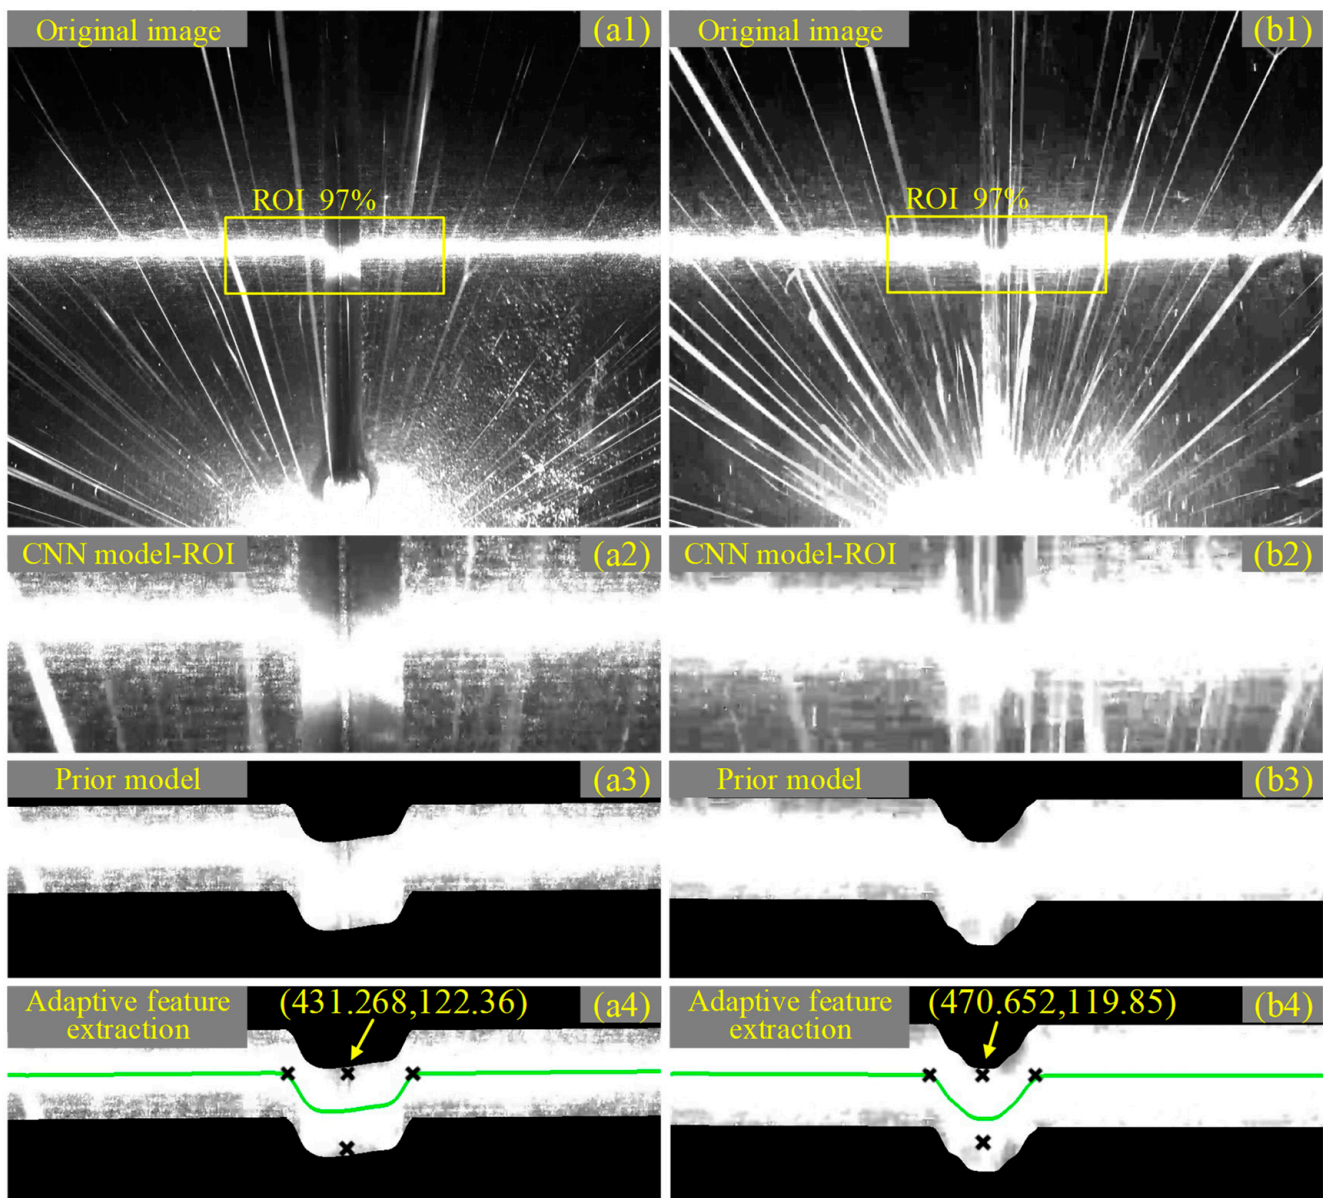 Original image
(a1)
Original image
(b1)
ROI 97%
ROI 97%
CNN model-ROI
(a2)
CNN model-ROI
(b2)
Prior model
(a3)
Prior model
(b3)
Adaptive feature
extraction
(431.268,122.36)
(a4)
Adaptive feature
extraction
(470.652,119.85)
(b4)